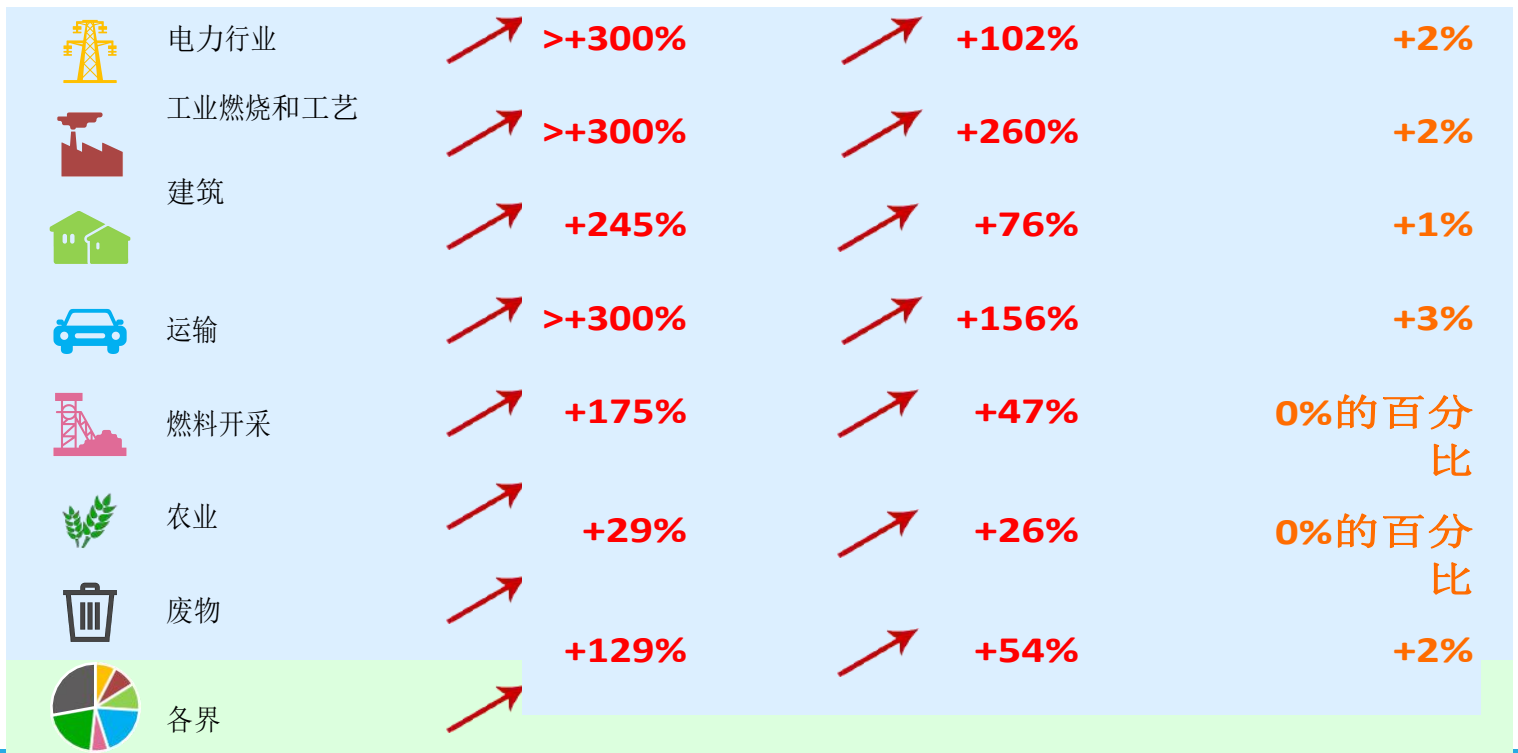 电力行业 >+300% +102% +2%
工业燃烧和工艺 >+300% +260% +2%
建筑 +245% +76% +1%
运输 >+300% +156% +3%
燃料开采 +175% +47% 0%的百分
比
农业 +29% +26% 0%的百分
比
废物 +129% +54% +2%
各界